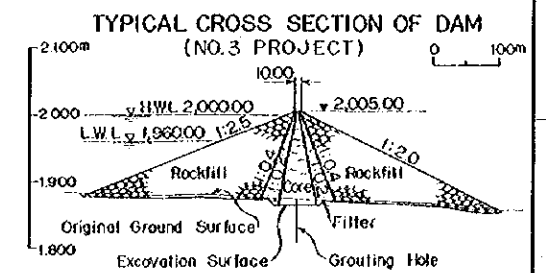 TYPICAL CROSS SECTION OF DAM
(NO.3 PROJECT)
2.100m
0 100m
10.00
H.W.L 2,000.00
2,005.00
2.000
L.W.L 1,960.00
1:2.5
1:2.0
Rockfill
Core
Rockfill
1.900
Original Ground Surface
Filter
1.800
Excavation Surface
Grouting Hole